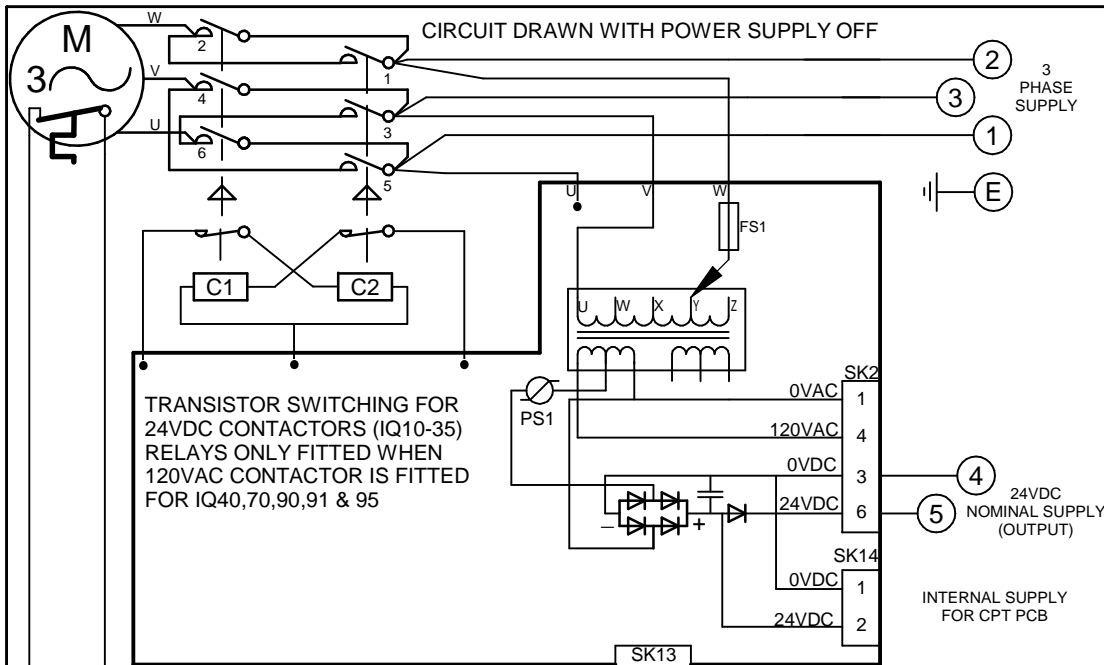 CIRCUIT DRAWN WITH POWER SUPPLY OFF
M
3
W
V
U
2
4
6
1
3
5
2
3
1
E
3
PHASE
SUPPLY
U
V
W
FS1
C1
C2
U
W
X
Y
Z
TRANSISTOR SWITCHING FOR
24VDC CONTACTORS (IQ10-35)
RELAYS ONLY FITTED WHEN
120VAC CONTACTOR IS FITTED
FOR IQ40,70,90,91 & 95
PS1
SK2
0VAC
1
120VAC
4
0VDC
3
24VDC
6
4
5
24VDC
NOMINAL SUPPLY
(OUTPUT)
– +
SK14
0VDC
1
24VDC
2
INTERNAL SUPPLY
FOR CPT PCB
SK13